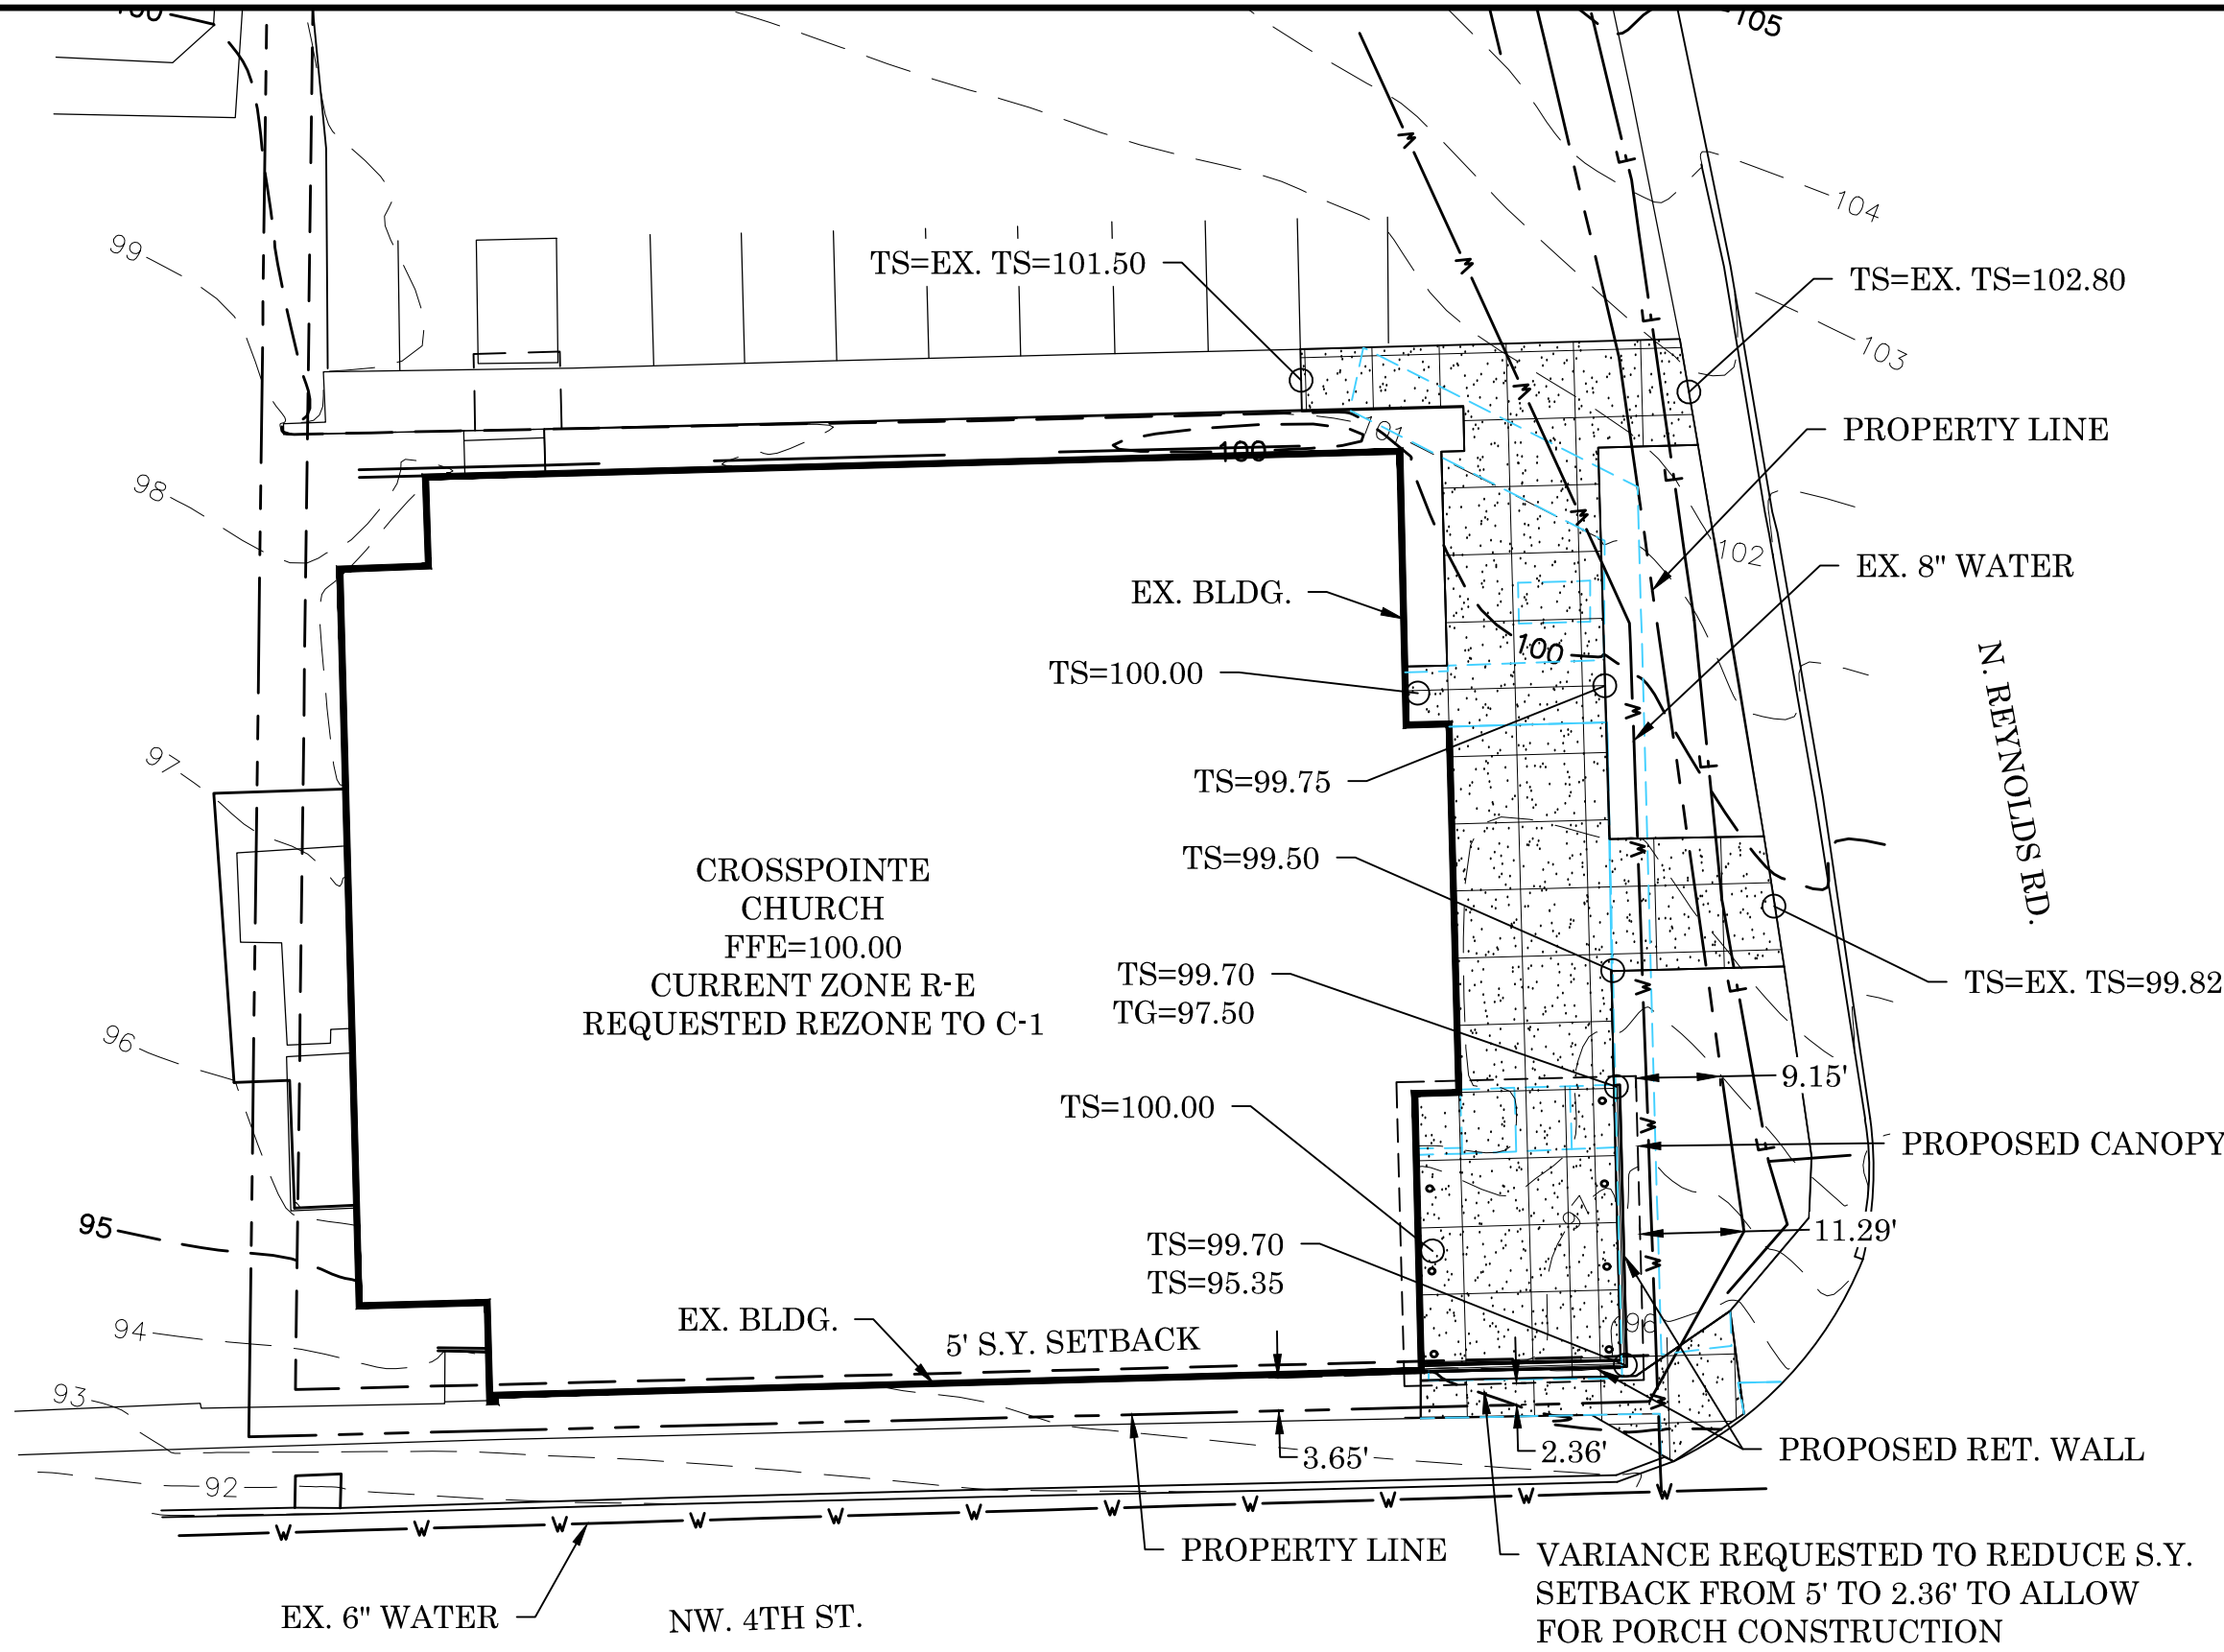 105
104
99
TS=EX. TS=101.50
TS=EX. TS=102.80
103
PROPERTY LINE
101
100
98
102
EX. 8" WATER
EX. BLDG.
100
N. REYNOLDS RD.
TS=100.00
97
TS=99.75
TS=99.50
CROSSPOINTE
CHURCH
FFE=100.00
CURRENT ZONE R-E
REQUESTED REZONE TO C-1
TS=99.70
TG=97.50
TS=EX. TS=99.82
96
9.15'
TS=100.00
PROPOSED CANOPY
95
11.29'
TS=99.70
TS=95.35
EX. BLDG.
5' S.Y. SETBACK
96
94
93
3.65'
2.36'
PROPOSED RET. WALL
92
W W W W W W W W W W W
PROPERTY LINE
VARIANCE REQUESTED TO REDUCE S.Y.
SETBACK FROM 5' TO 2.36' TO ALLOW
FOR PORCH CONSTRUCTION
EX. 6" WATER
NW. 4TH ST.